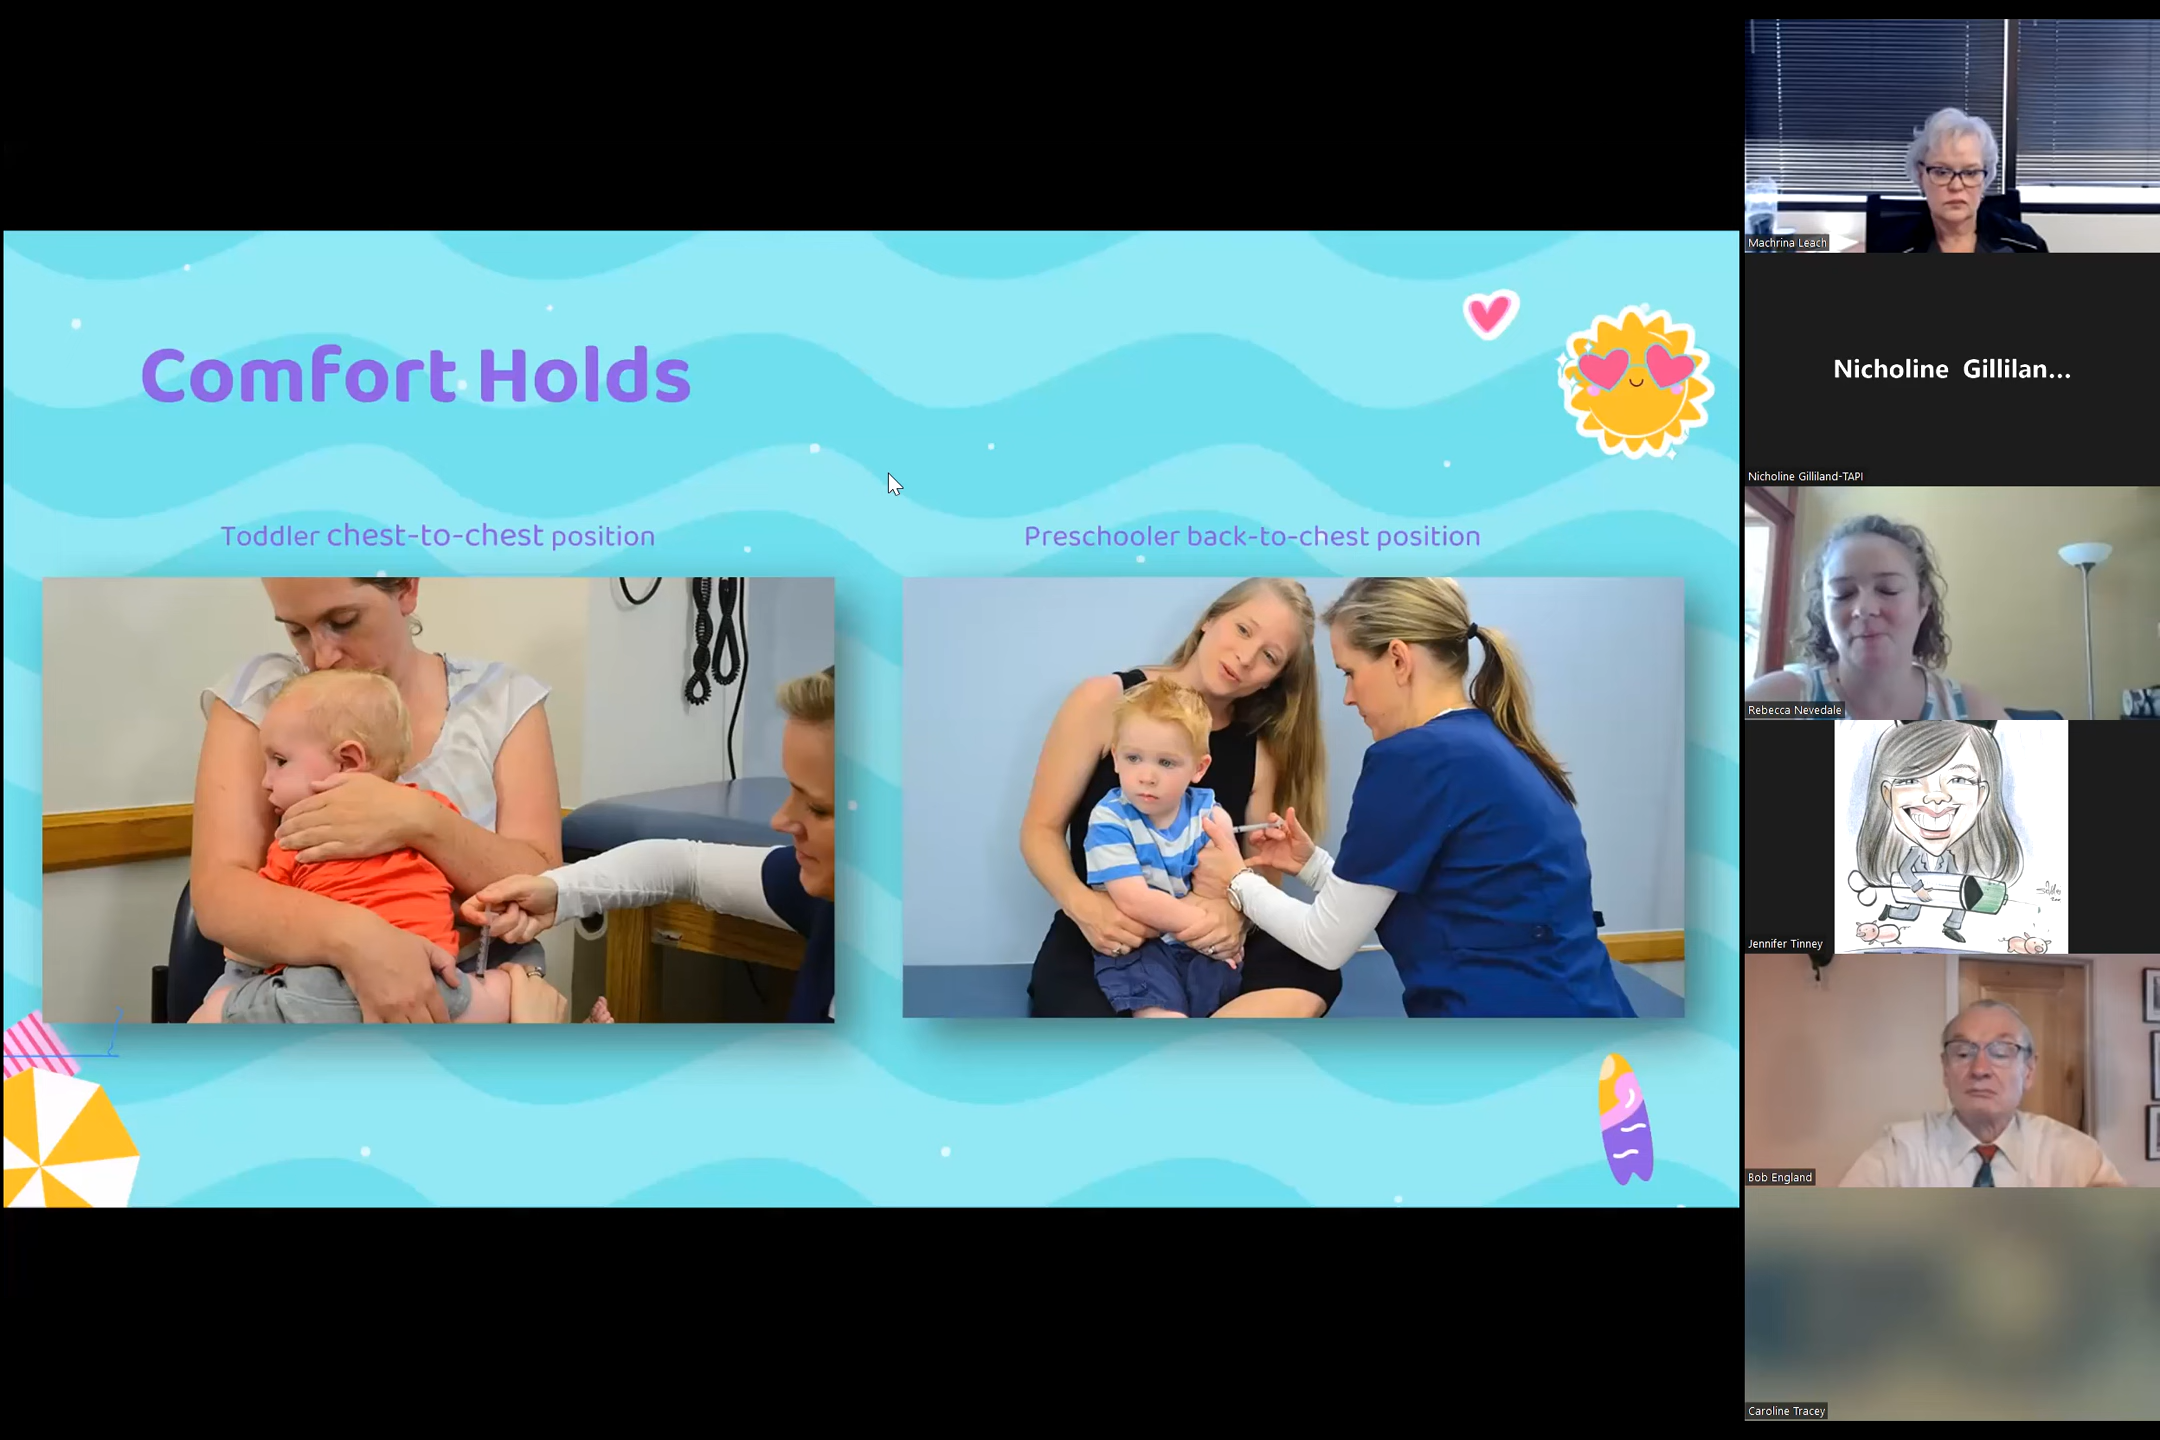 Comfort Holds
Toddler chest-to-chest position
Preschooler back-to-chest position
Machrina Leach
Nicholine Gillilan...
Nicholine Gilliland-TAPI
Rebecca Nevedale
Jennifer Tinney
Bob England
Caroline Tracey